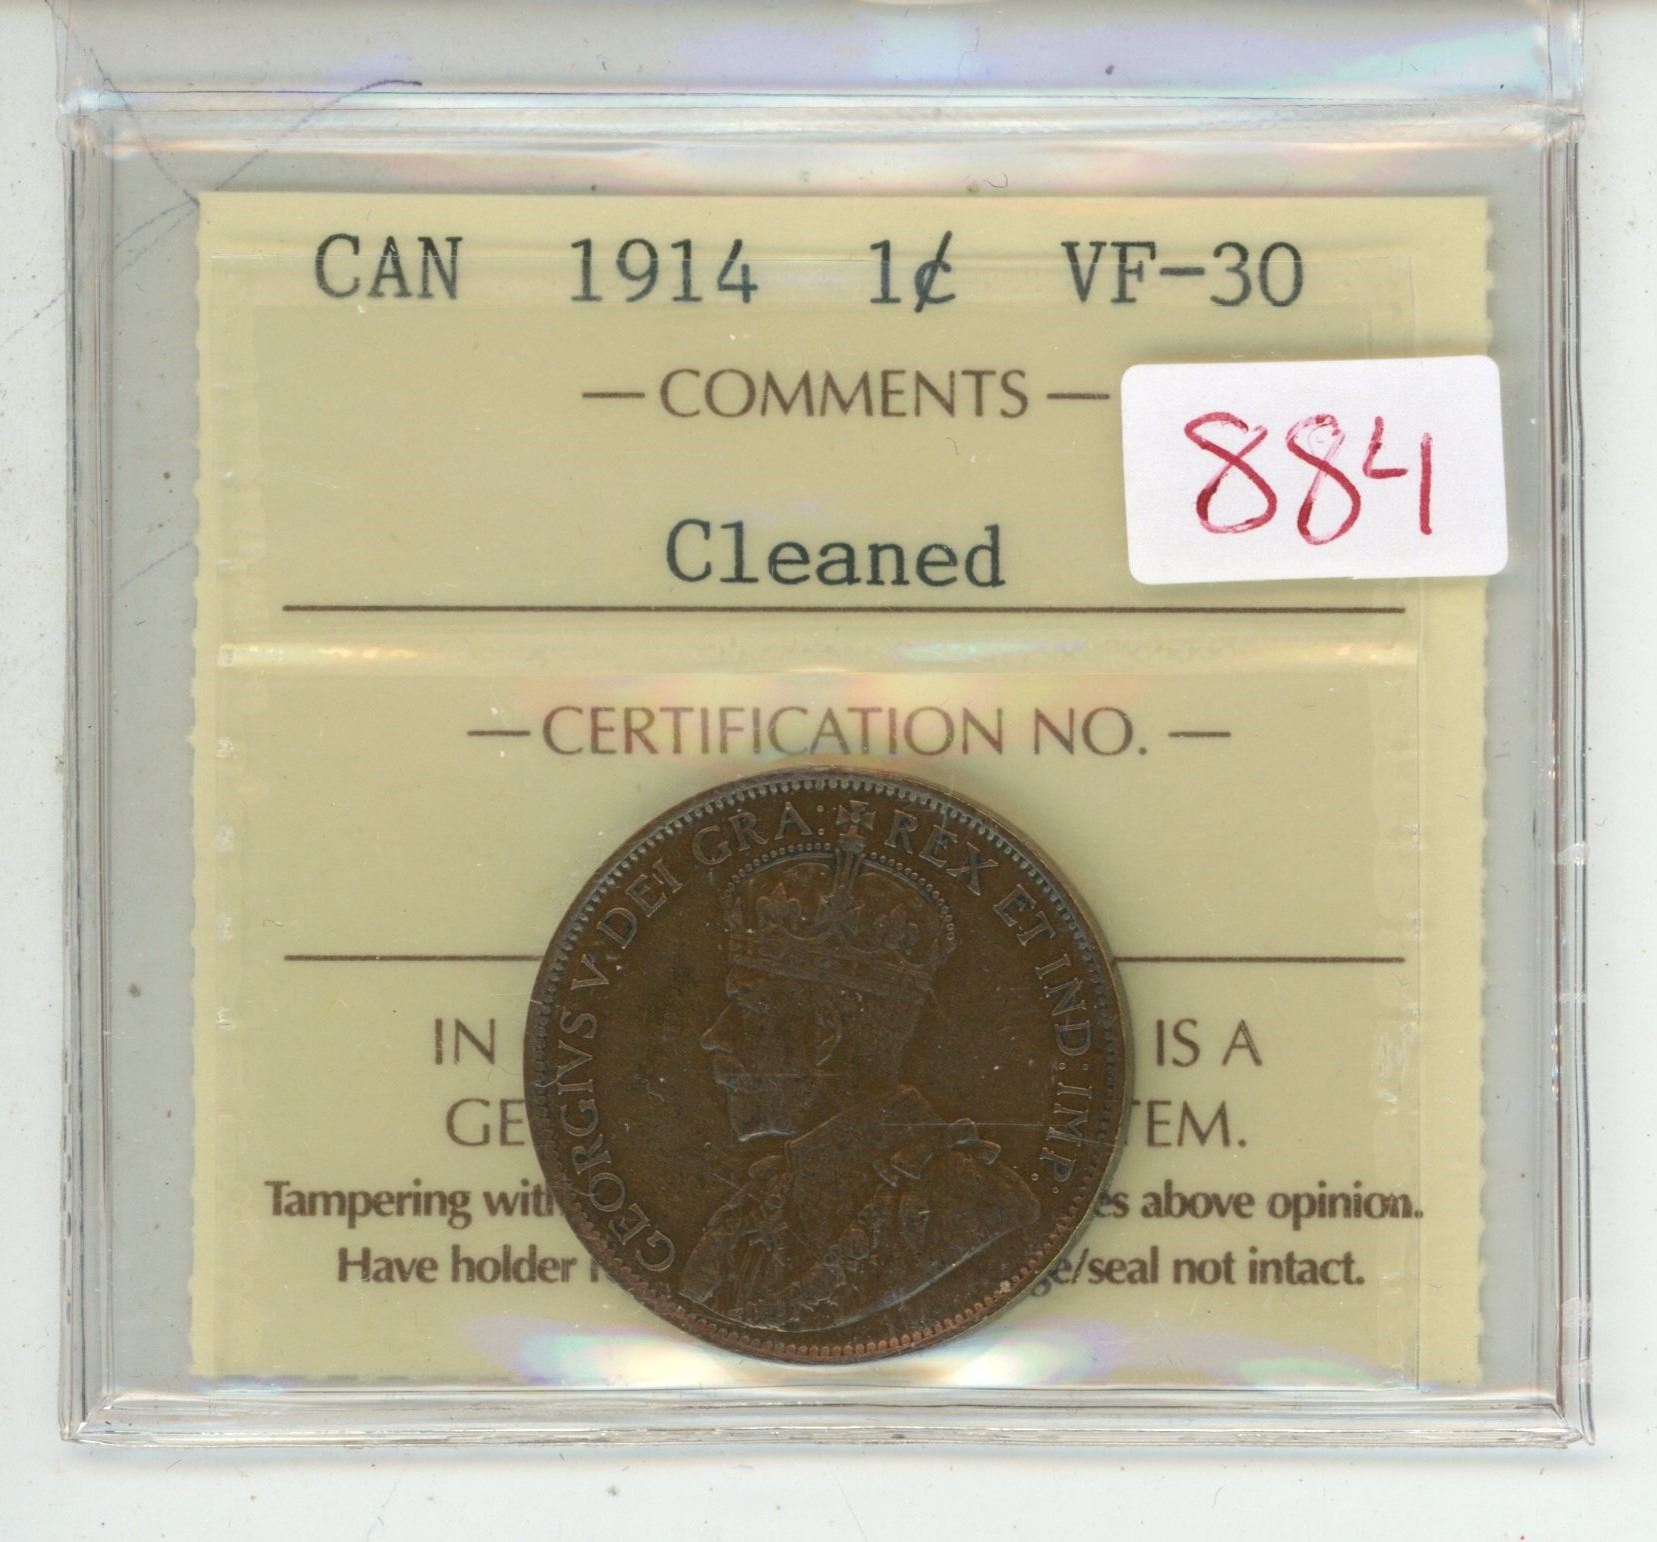 CAN 1914 1¢ VF-30
— COMMENTS —
884
Cleaned
— CERTIFICATION NO. —
GEORGIVS V DEI GRA: REX ET IND: IMP:
IN IS A
GE TEM.
Tampering with es above opinion.
Have holder ge/seal not intact.